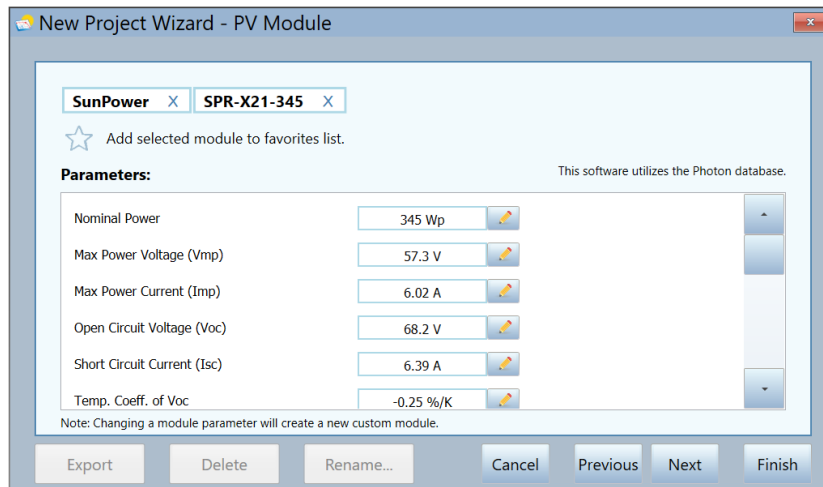 New Project Wizard - PV Module
x
SunPower X SPR-X21-345 X
Add selected module to favorites list.
Parameters: This software utilizes the Photon database.
Nominal Power 345 Wp
Max Power Voltage (Vmp) 57.3 V
Max Power Current (Imp) 6.02 A
Open Circuit Voltage (Voc) 68.2 V
Short Circuit Current (Isc) 6.39 A
Temp. Coeff. of Voc -0.25 %/K
Note: Changing a module parameter will create a new custom module.
Export Delete Rename... Cancel Previous Next Finish